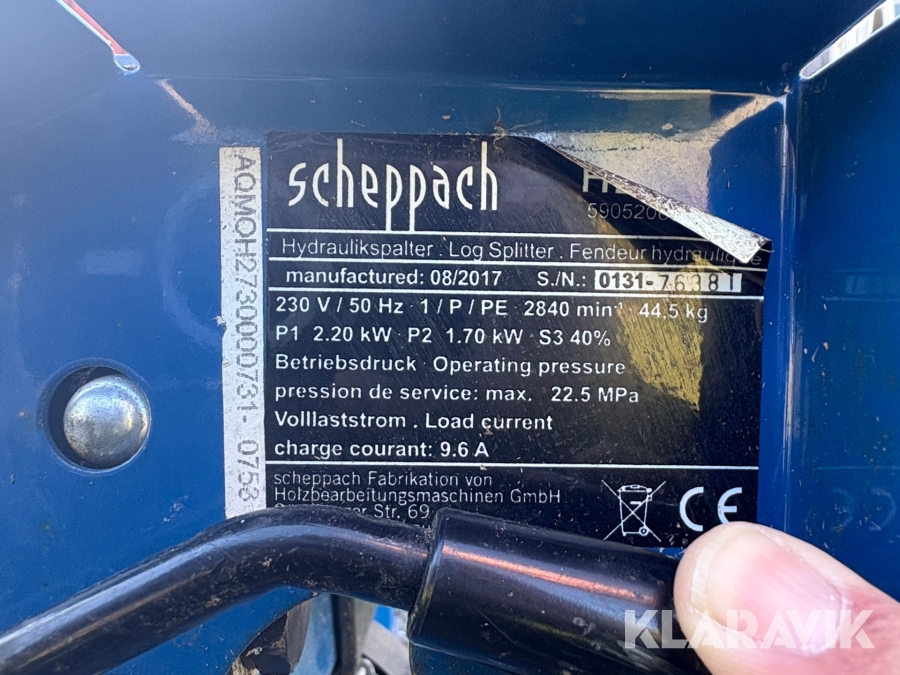 scheppach
Hydraulikspalter . Log Splitter . Fendeur hydraulique
manufactured: 08/2017 S./N.: 0131-76381
230 V / 50 Hz · 1 / P / PE 2840 min⁻¹ 44,5 kg
P1 2.20 kW · P2 1.70 kW · S3 40%
Betriebsdruck · Operating pressure
pression de service: max. 22.5 MPa
Volllaststrom . Load current
charge courant: 9.6 A
scheppach Fabrikation von
Holzbearbeitungsmaschinen GmbH
Str. 69
CE
AQMOH2730000731- 0753
KLARAVIK